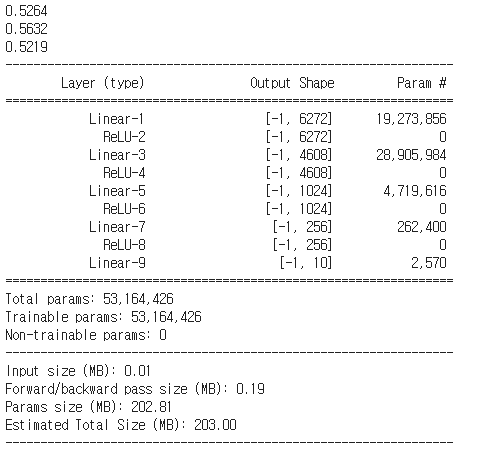 0.5264
0.5632
0.5219
----------------------------------------------------------------
Layer (type) Output Shape Param #
================================================================
Linear-1 [-1, 6272] 19,273,856
ReLU-2 [-1, 6272] 0
Linear-3 [-1, 4608] 28,905,984
ReLU-4 [-1, 4608] 0
Linear-5 [-1, 1024] 4,719,616
ReLU-6 [-1, 1024] 0
Linear-7 [-1, 256] 262,400
ReLU-8 [-1, 256] 0
Linear-9 [-1, 10] 2,570
================================================================
Total params: 53,164,426
Trainable params: 53,164,426
Non-trainable params: 0
----------------------------------------------------------------
Input size (MB): 0.01
Forward/backward pass size (MB): 0.19
Params size (MB): 202.81
Estimated Total Size (MB): 203.00
----------------------------------------------------------------